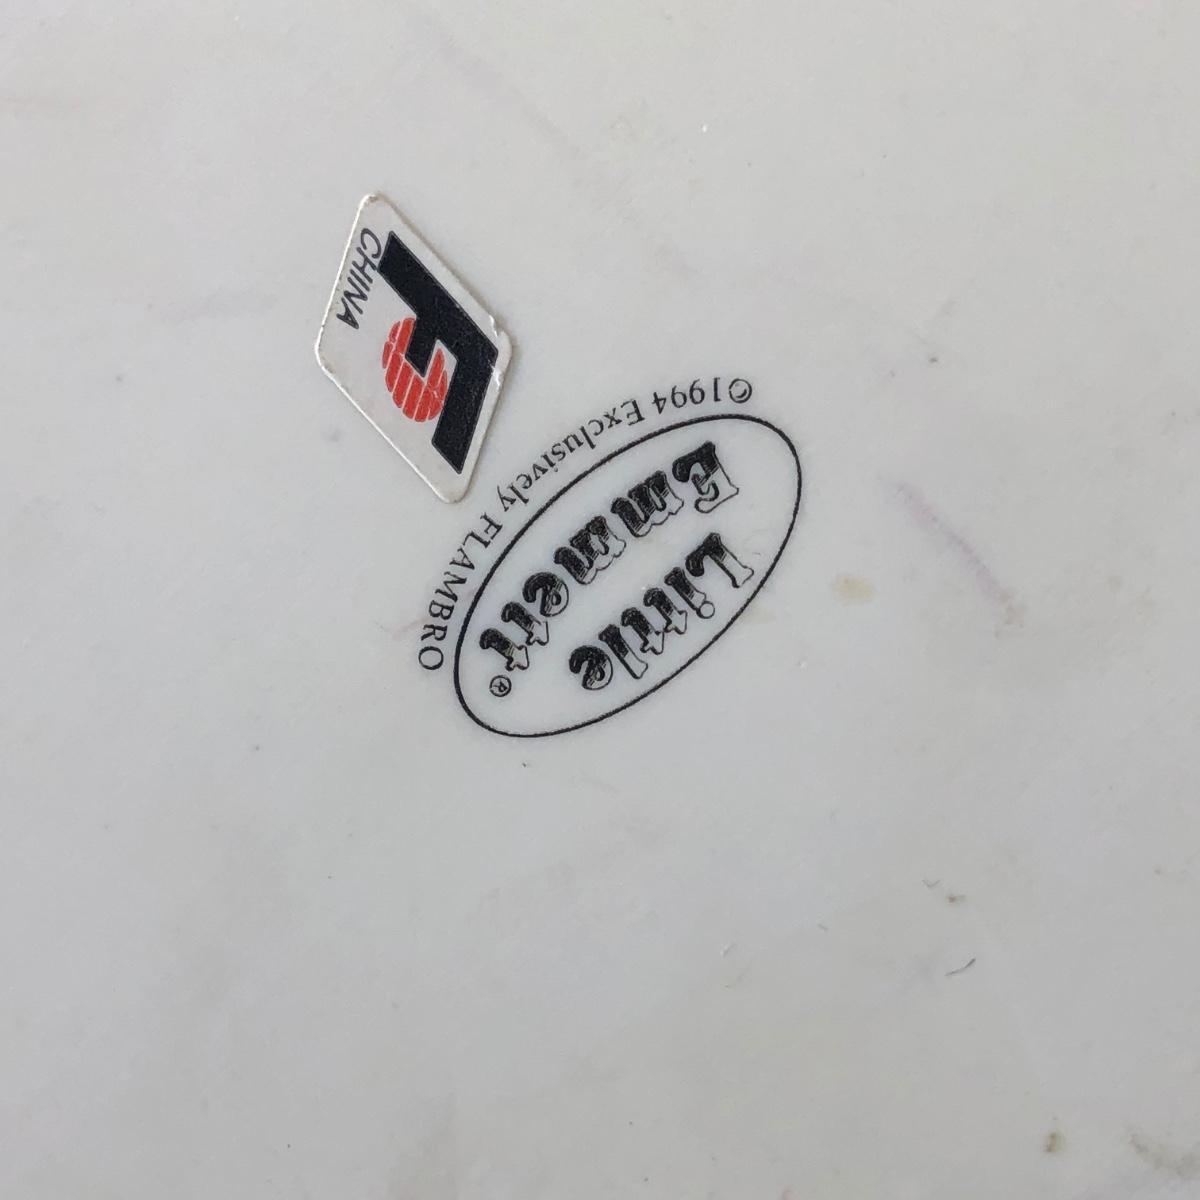 Little
Emmett®
©1994 Exclusively FLAMBRO
F
CHINA